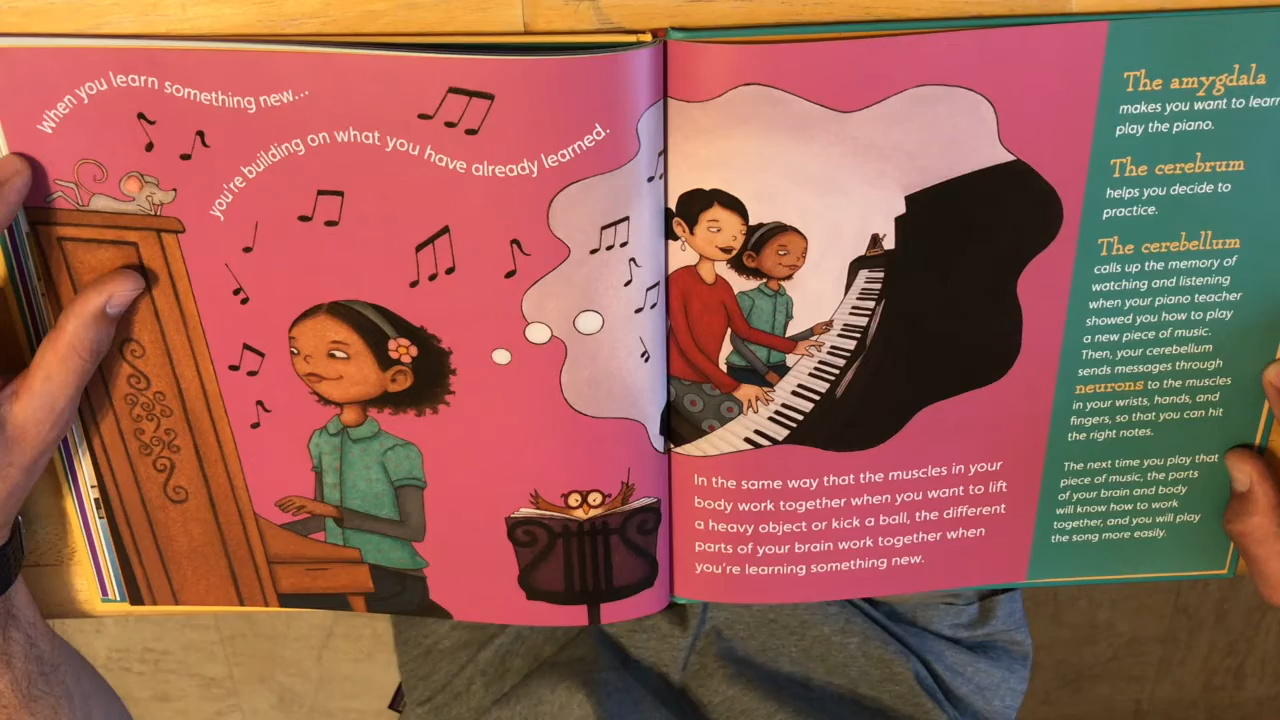 When you learn something new...
you're building on what you have already learned.
In the same way that the muscles in your
body work together when you want to lift
a heavy object or kick a ball, the different
parts of your brain work together when
you're learning something new.
The amygdala
makes you want to learn
play the piano.
The cerebrum
helps you decide to
practice.
The cerebellum
calls up the memory of
watching and listening
when your piano teacher
showed you how to play
a new piece of music.
Then, your cerebellum
sends messages through
neurons to the muscles
in your wrists, hands, and
fingers, so that you can hit
the right notes.
The next time you play that
piece of music, the parts
of your brain and body
will know how to work
together, and you will play
the song more easily.